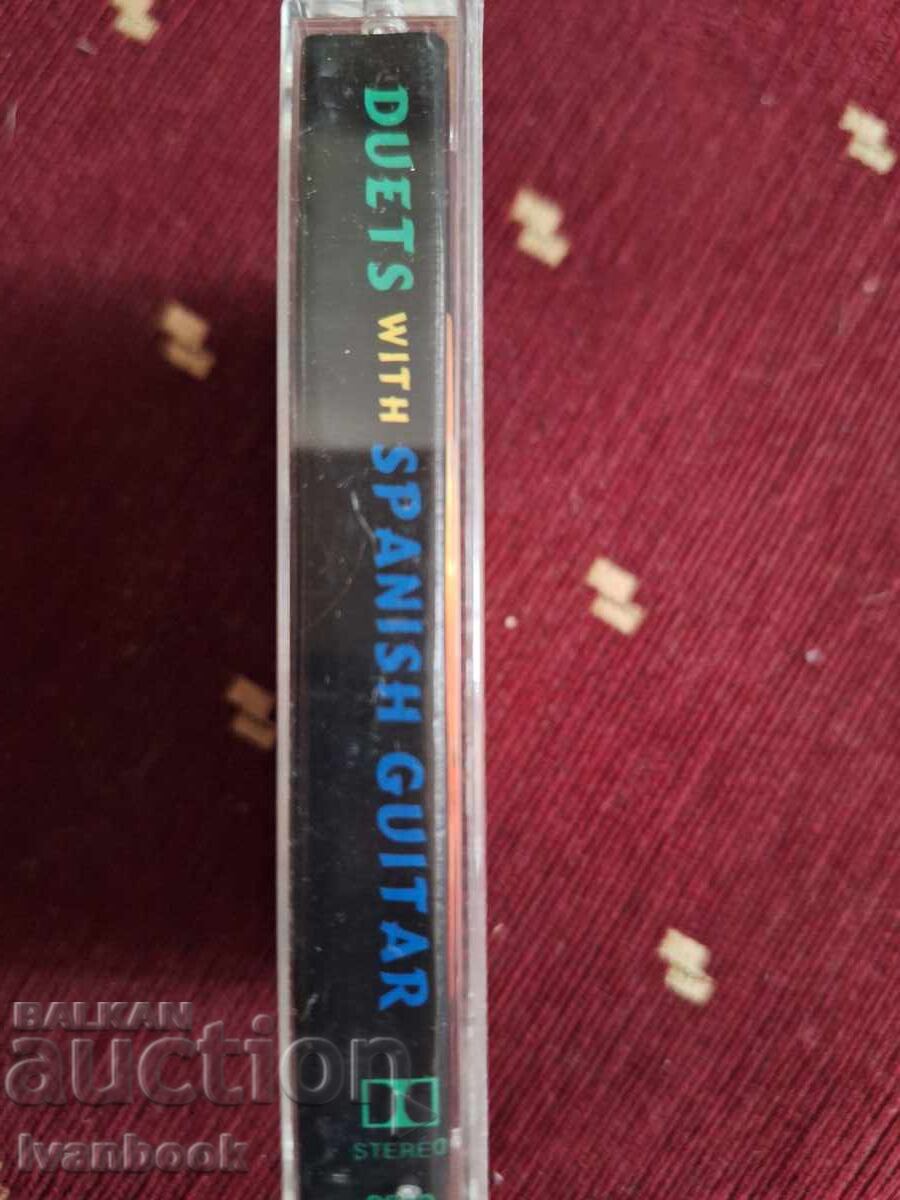 DUETS WITH SPANISH GUITAR
STEREO
BALKAN
auction
Ivanbook